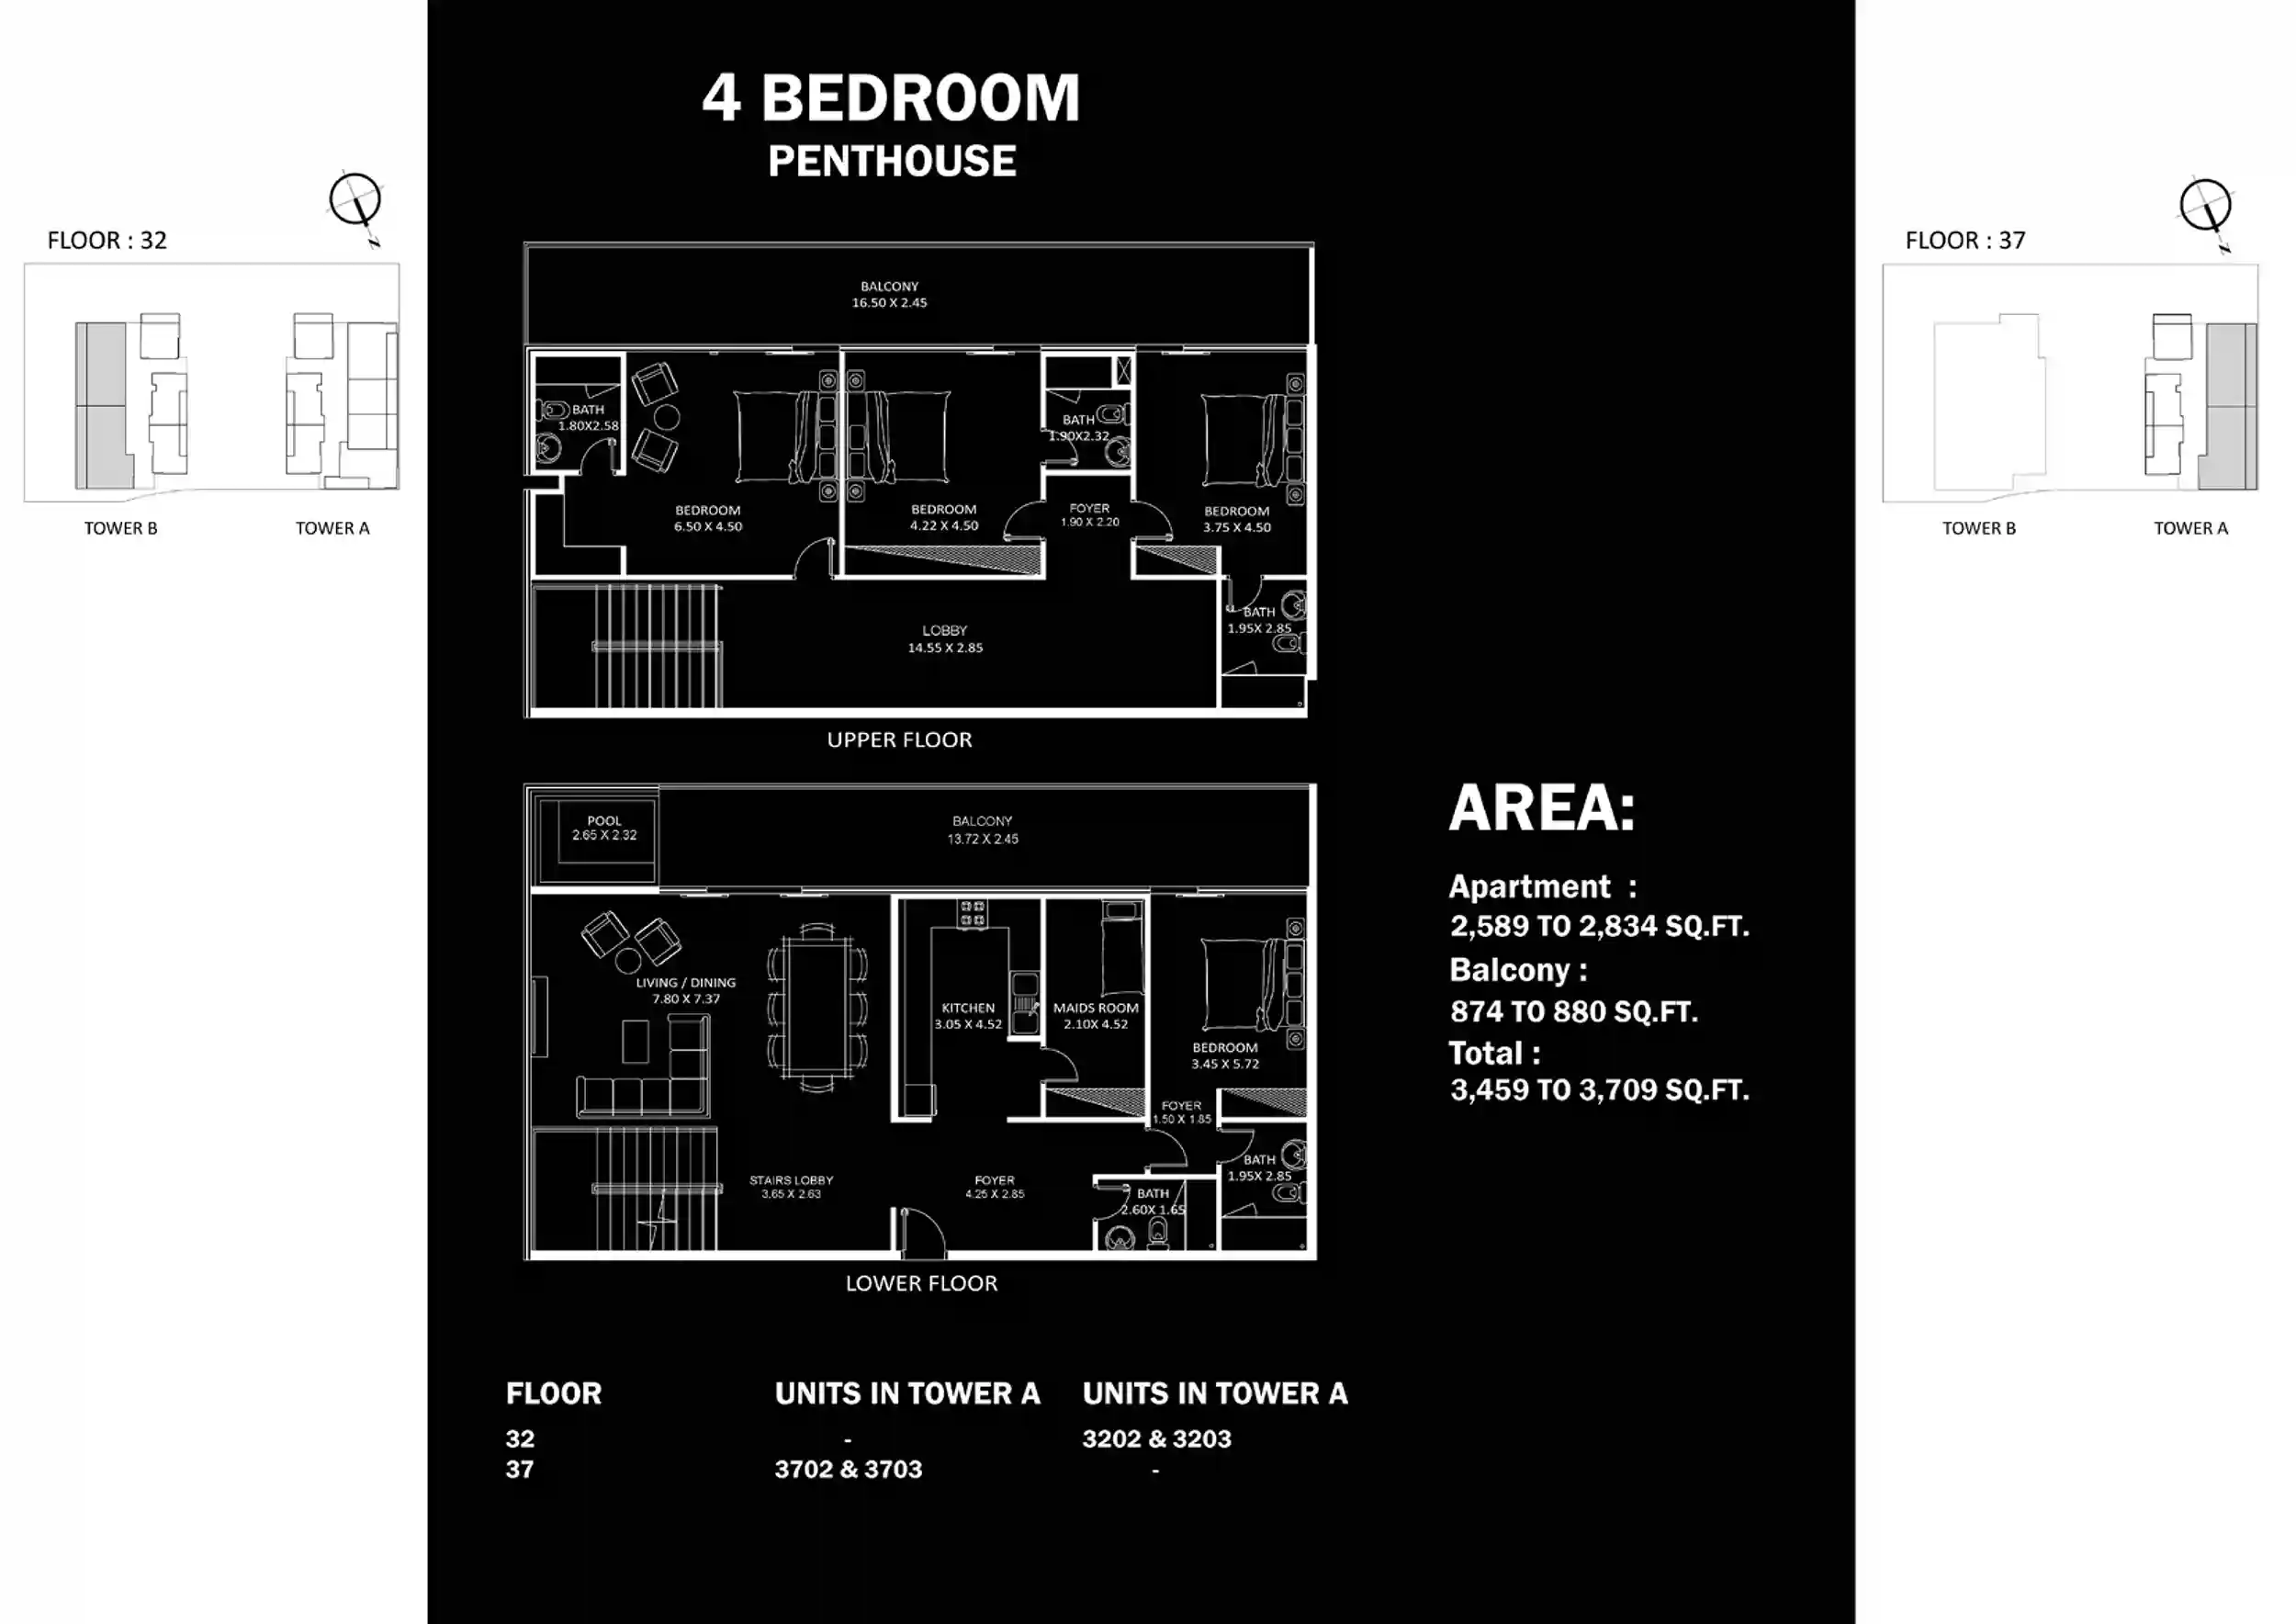 4 BEDROOM
PENTHOUSE
N
FLOOR : 32
TOWER B
TOWER A
N
FLOOR : 37
TOWER B
TOWER A
BALCONY
16.50 X 2.45
BATH
1.80X2.58
BEDROOM
6.50 X 4.50
BEDROOM
4.22 X 4.50
BATH
1.90X2.32
FOYER
1.90 X 2.20
BEDROOM
3.75 X 4.50
LOBBY
14.55 X 2.85
BATH
1.95X 2.85
UPPER FLOOR
POOL
2.65 X 2.32
BALCONY
13.72 X 2.45
LIVING / DINING
7.80 X 7.37
KITCHEN
3.05 X 4.52
MAIDS ROOM
2.10X 4.52
BEDROOM
3.45 X 5.72
FOYER
1.50 X 1.85
STAIRS LOBBY
3.65 X 2.63
FOYER
4.25 X 2.85
BATH
2.60X 1.65
BATH
1.95X 2.85
LOWER FLOOR
AREA:
Apartment :
2,589 TO 2,834 SQ.FT.
Balcony :
874 TO 880 SQ.FT.
Total :
3,459 TO 3,709 SQ.FT.
FLOOR UNITS IN TOWER A UNITS IN TOWER A
32 - 3202 & 3203
37 3702 & 3703 -